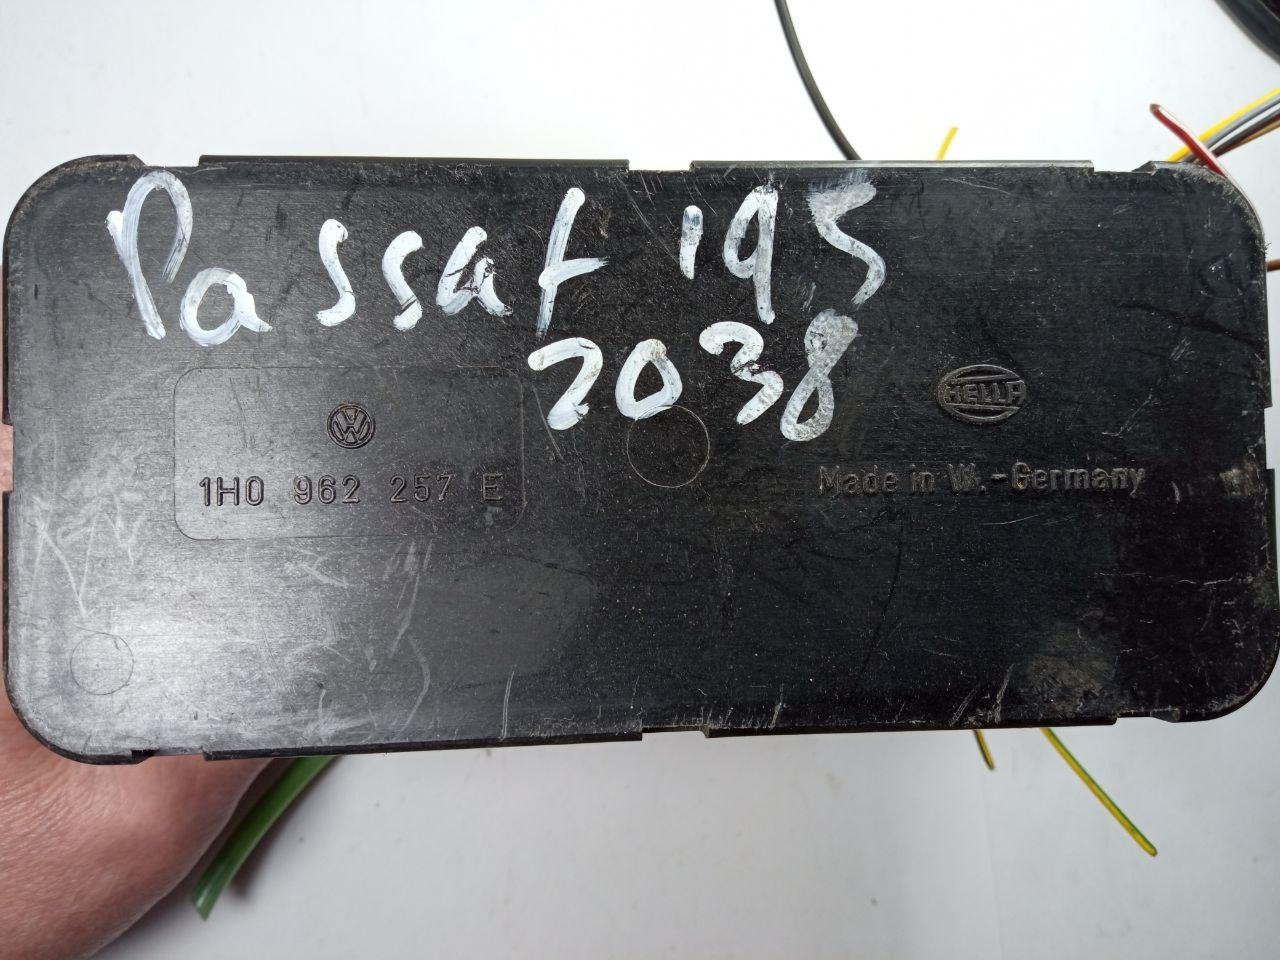 Passat 195
2038
HELLA
VW
1H0 962 257 E
Made in W.-Germany